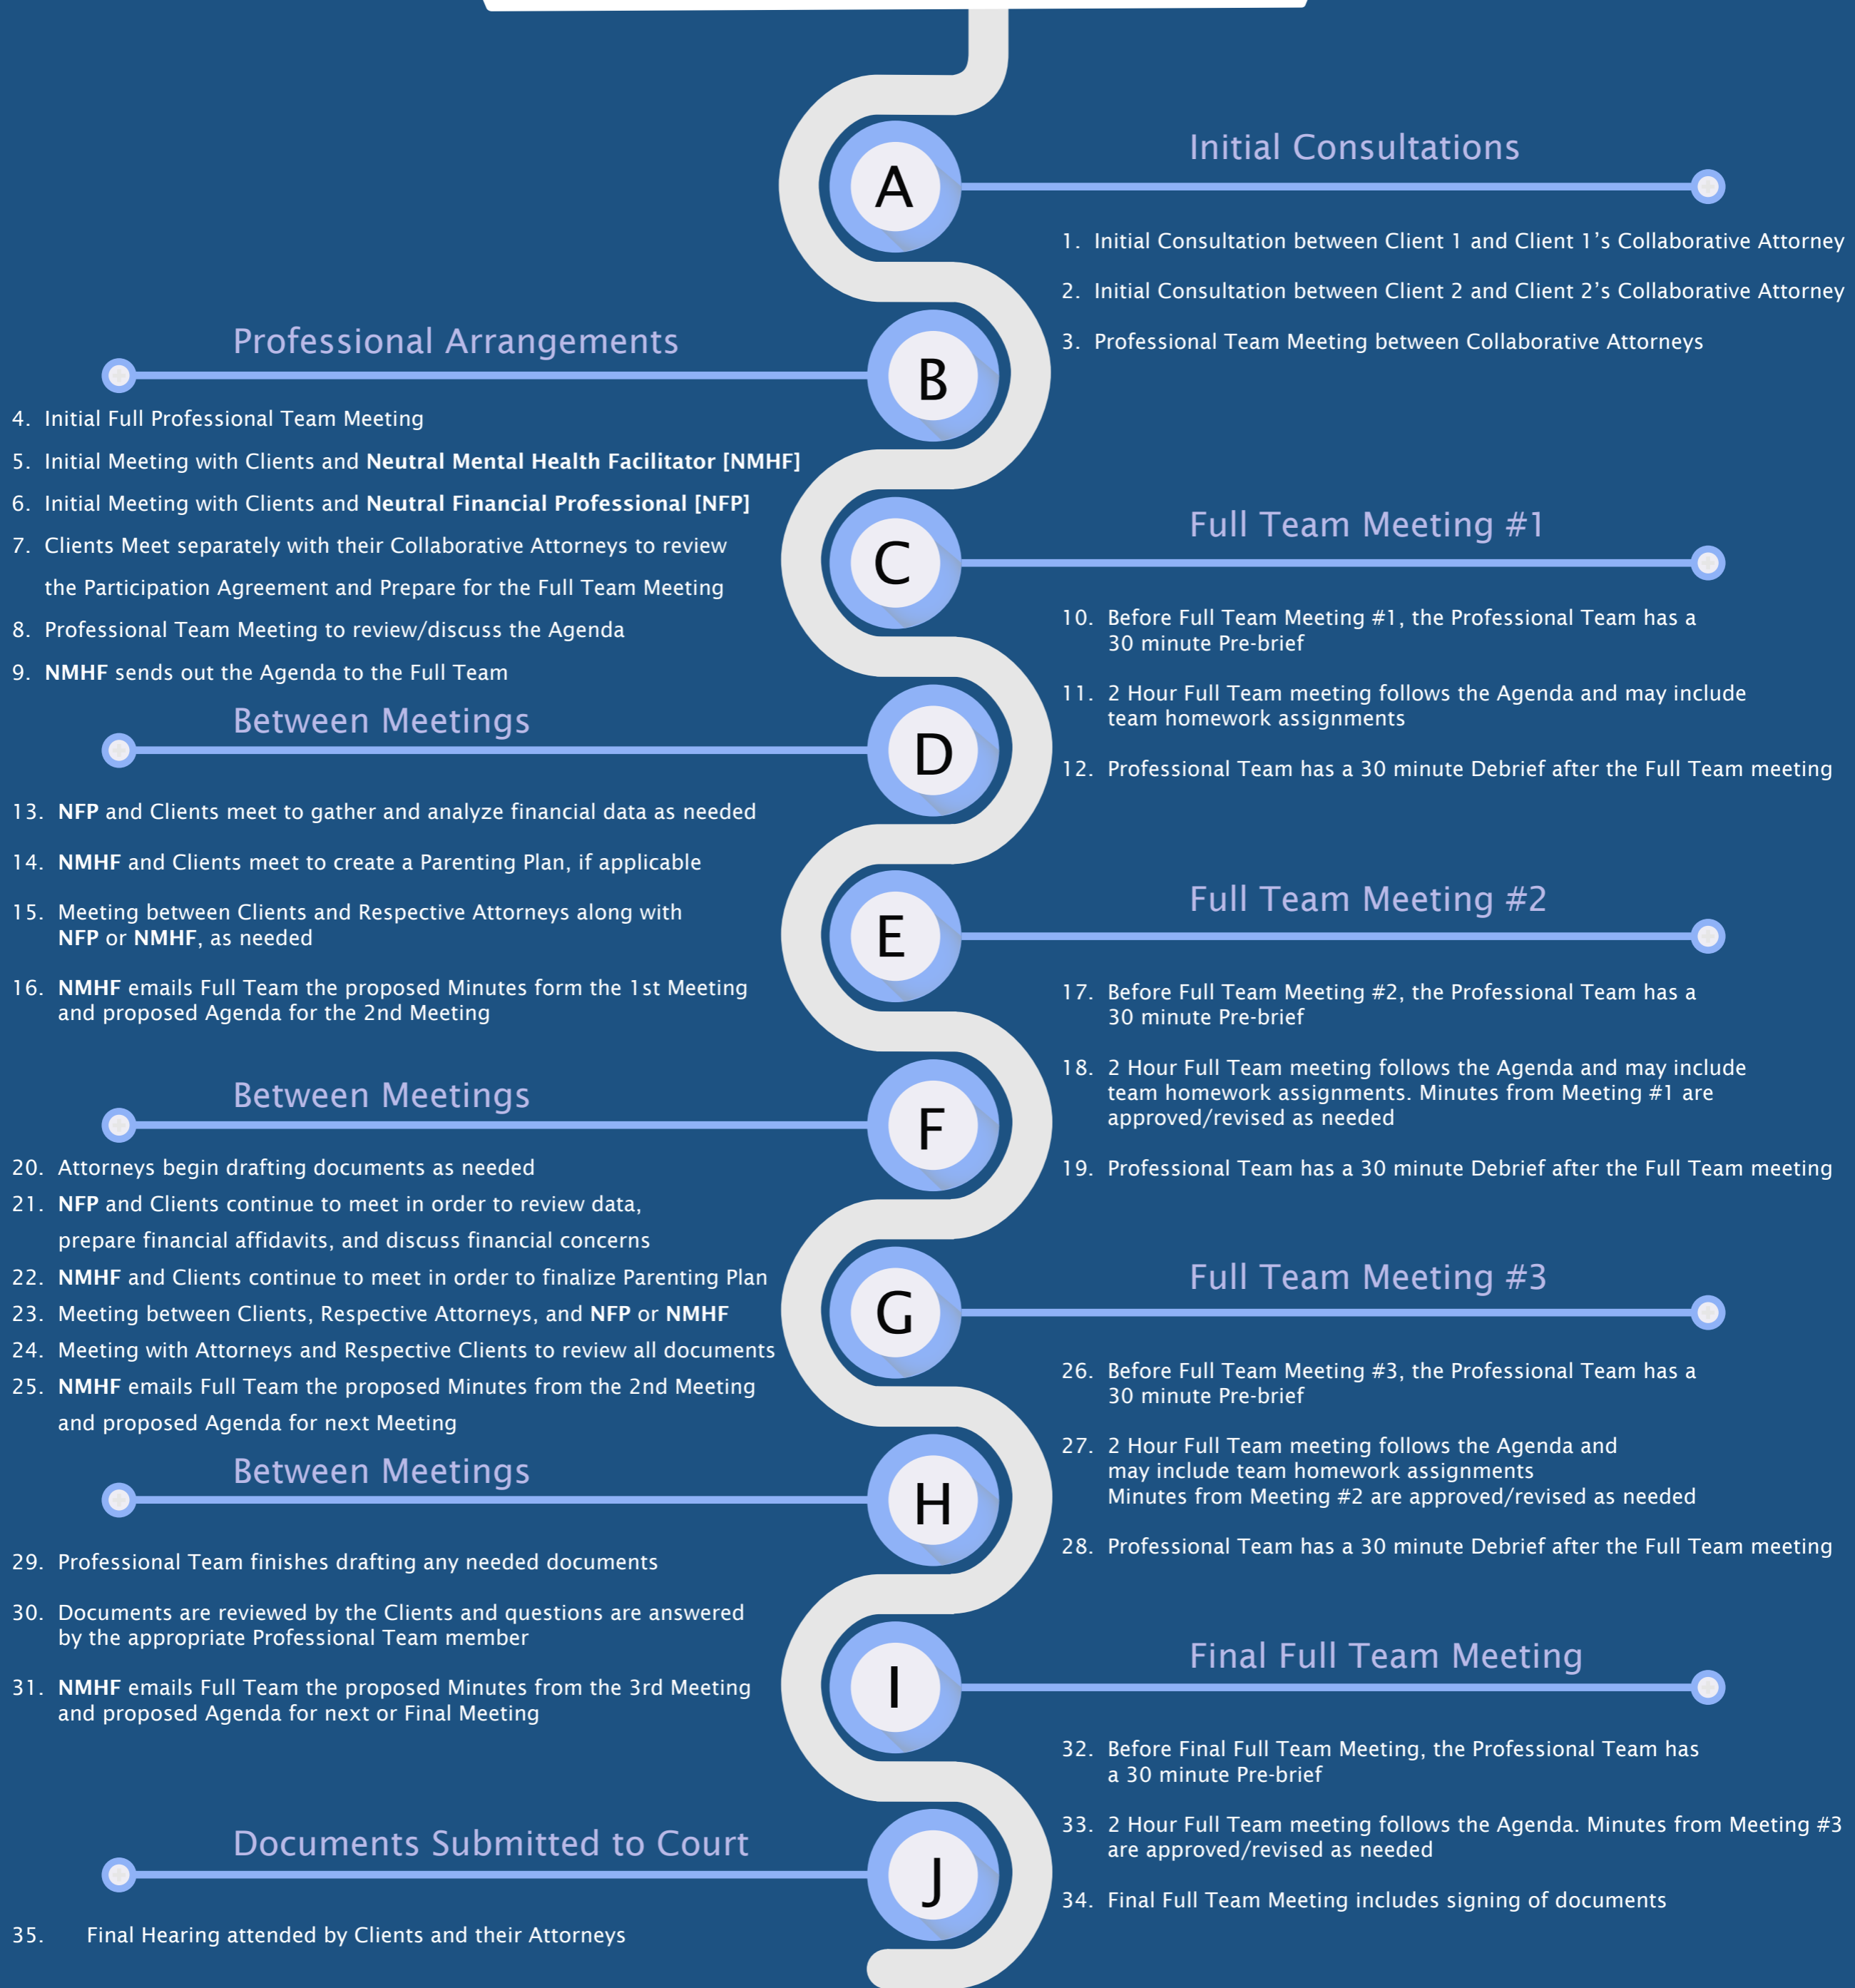 A
Initial Consultations
1. Initial Consultation between Client 1 and Client 1’s Collaborative Attorney
2. Initial Consultation between Client 2 and Client 2’s Collaborative Attorney
3. Professional Team Meeting between Collaborative Attorneys
Professional Arrangements
B
4. Initial Full Professional Team Meeting
5. Initial Meeting with Clients and Neutral Mental Health Facilitator [NMHF]
6. Initial Meeting with Clients and Neutral Financial Professional [NFP]
7. Clients Meet separately with their Collaborative Attorneys to review
the Participation Agreement and Prepare for the Full Team Meeting
8. Professional Team Meeting to review/discuss the Agenda
9. NMHF sends out the Agenda to the Full Team
C
Full Team Meeting #1
10. Before Full Team Meeting #1, the Professional Team has a
30 minute Pre-brief
11. 2 Hour Full Team meeting follows the Agenda and may include
team homework assignments
12. Professional Team has a 30 minute Debrief after the Full Team meeting
Between Meetings
D
13. NFP and Clients meet to gather and analyze financial data as needed
14. NMHF and Clients meet to create a Parenting Plan, if applicable
15. Meeting between Clients and Respective Attorneys along with
NFP or NMHF, as needed
16. NMHF emails Full Team the proposed Minutes form the 1st Meeting
and proposed Agenda for the 2nd Meeting
E
Full Team Meeting #2
17. Before Full Team Meeting #2, the Professional Team has a
30 minute Pre-brief
18. 2 Hour Full Team meeting follows the Agenda and may include
team homework assignments. Minutes from Meeting #1 are
approved/revised as needed
19. Professional Team has a 30 minute Debrief after the Full Team meeting
Between Meetings
F
20. Attorneys begin drafting documents as needed
21. NFP and Clients continue to meet in order to review data,
prepare financial affidavits, and discuss financial concerns
22. NMHF and Clients continue to meet in order to finalize Parenting Plan
23. Meeting between Clients, Respective Attorneys, and NFP or NMHF
24. Meeting with Attorneys and Respective Clients to review all documents
25. NMHF emails Full Team the proposed Minutes from the 2nd Meeting
and proposed Agenda for next Meeting
G
Full Team Meeting #3
26. Before Full Team Meeting #3, the Professional Team has a
30 minute Pre-brief
27. 2 Hour Full Team meeting follows the Agenda and
may include team homework assignments
Minutes from Meeting #2 are approved/revised as needed
28. Professional Team has a 30 minute Debrief after the Full Team meeting
Between Meetings
H
29. Professional Team finishes drafting any needed documents
30. Documents are reviewed by the Clients and questions are answered
by the appropriate Professional Team member
31. NMHF emails Full Team the proposed Minutes from the 3rd Meeting
and proposed Agenda for next or Final Meeting
I
Final Full Team Meeting
32. Before Final Full Team Meeting, the Professional Team has
a 30 minute Pre-brief
33. 2 Hour Full Team meeting follows the Agenda. Minutes from Meeting #3
are approved/revised as needed
34. Final Full Team Meeting includes signing of documents
Documents Submitted to Court
J
35. Final Hearing attended by Clients and their Attorneys